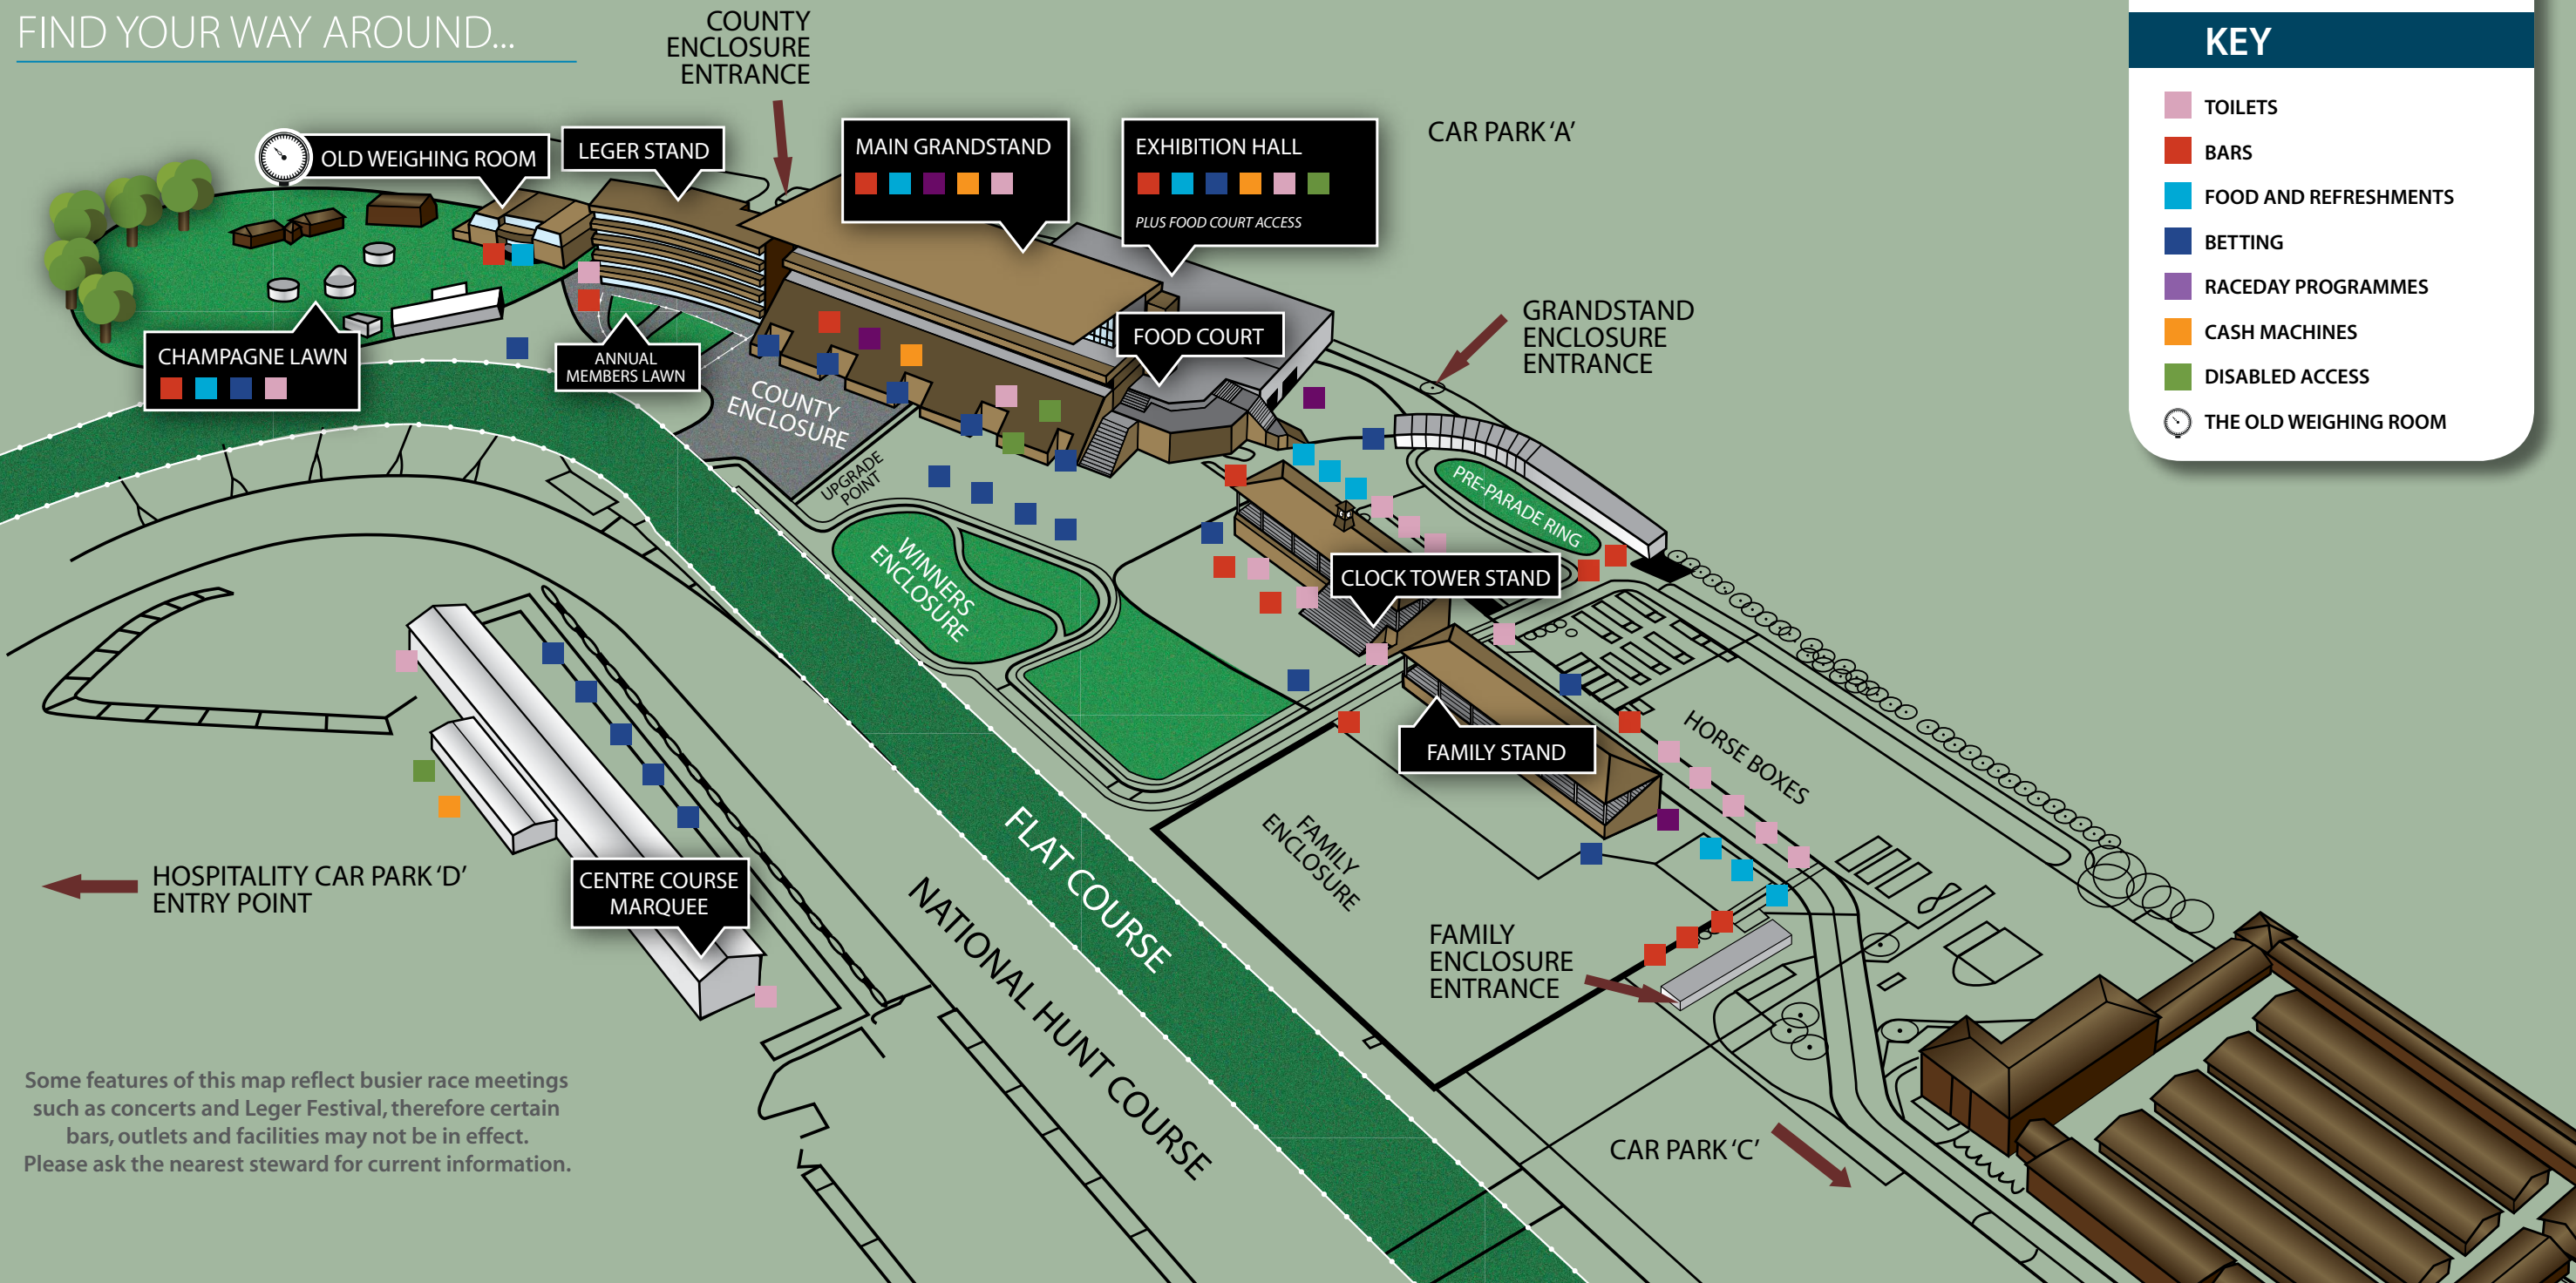 FIND YOUR WAY AROUND...
COUNTY
ENCLOSURE
ENTRANCE
OLD WEIGHING ROOM
LEGER STAND
MAIN GRANDSTAND
EXHIBITION HALL
PLUS FOOD COURT ACCESS
CAR PARK 'A'
KEY
TOILETS
BARS
FOOD AND REFRESHMENTS
BETTING
RACEDAY PROGRAMMES
CASH MACHINES
DISABLED ACCESS
THE OLD WEIGHING ROOM
GRANDSTAND
ENCLOSURE
ENTRANCE
FOOD COURT
CHAMPAGNE LAWN
ANNUAL
MEMBERS LAWN
COUNTY
ENCLOSURE
UPGRADE
POINT
PRE-PARADE RING
WINNERS
ENCLOSURE
CLOCK TOWER STAND
FAMILY STAND
HORSE BOXES
FAMILY
ENCLOSURE
FLAT COURSE
NATIONAL HUNT COURSE
HOSPITALITY CAR PARK 'D'
ENTRY POINT
CENTRE COURSE
MARQUEE
FAMILY
ENCLOSURE
ENTRANCE
CAR PARK 'C'
Some features of this map reflect busier race meetings
such as concerts and Leger Festival, therefore certain
bars, outlets and facilities may not be in effect.
Please ask the nearest steward for current information.